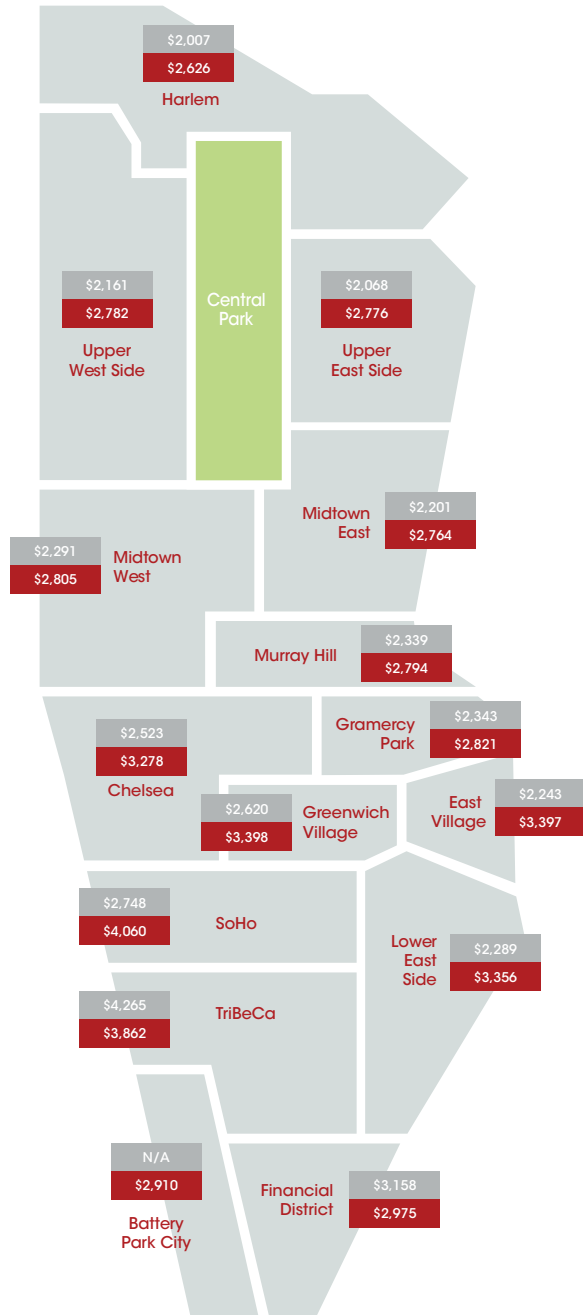 $2,007
$2,626
Harlem
$2,161
$2,782
Upper
West Side
Central
Park
$2,068
$2,776
Upper
East Side
Midtown
East
$2,201
$2,764
$2,291
$2,805
Midtown
West
Murray Hill
$2,339
$2,794
$2,523
$3,278
Chelsea
Gramercy
Park
$2,343
$2,821
$2,620
$3,398
Greenwich
Village
East
Village
$2,243
$3,397
$2,748
$4,060
SoHo
Lower
East
Side
$2,289
$3,356
$4,265
$3,862
TriBeCa
N/A
$2,910
Battery
Park City
Financial
District
$3,158
$2,975